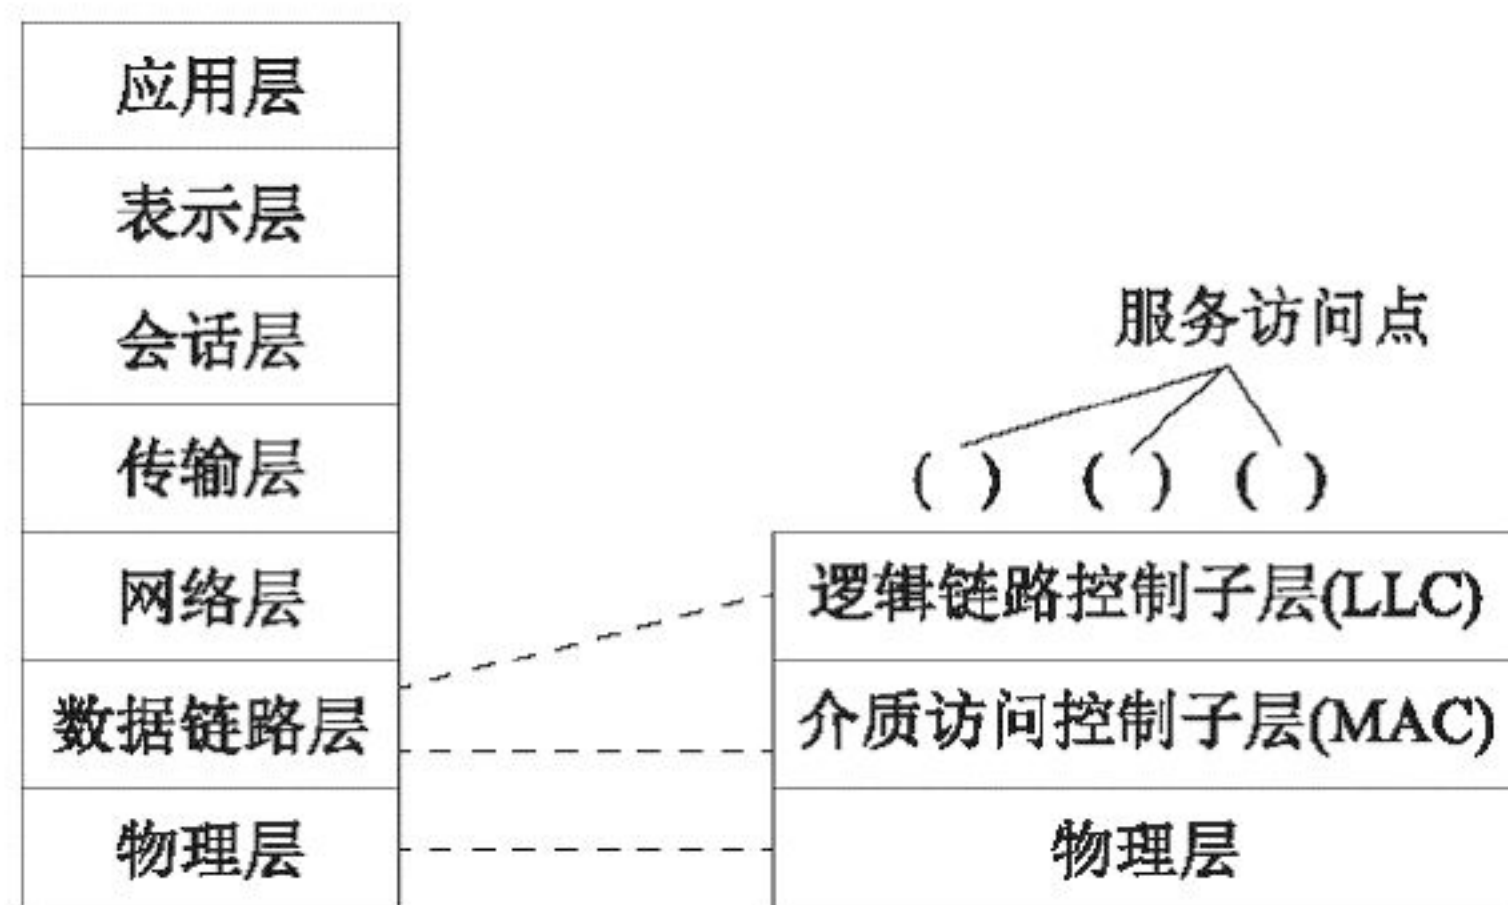 应用层
表示层
会话层
传输层
网络层
数据链路层
物理层
服务访问点
( ) ( ) ( )
逻辑链路控制子层(LLC)
介质访问控制子层(MAC)
物理层